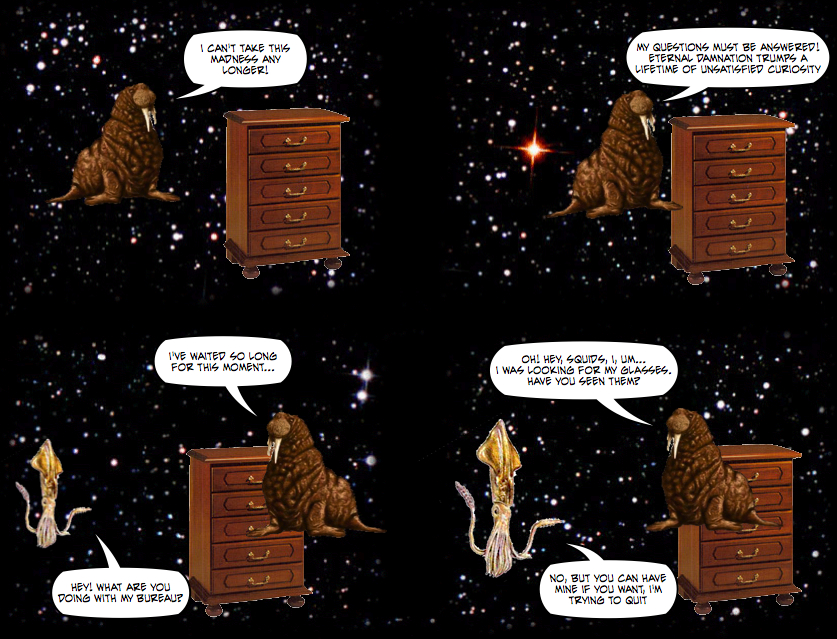 I CAN'T TAKE THIS
MADNESS ANY
LONGER!
MY QUESTIONS MUST BE ANSWERED!
ETERNAL DAMNATION TRUMPS A
LIFETIME OF UNSATISFIED CURIOSITY
I'VE WAITED SO LONG
FOR THIS MOMENT...
HEY! WHAT ARE YOU
DOING WITH MY BUREAU?
OH! HEY, SQUIDS, I, UM...
I WAS LOOKING FOR MY GLASSES.
HAVE YOU SEEN THEM?
NO, BUT YOU CAN HAVE
MINE IF YOU WANT, I'M
TRYING TO QUIT